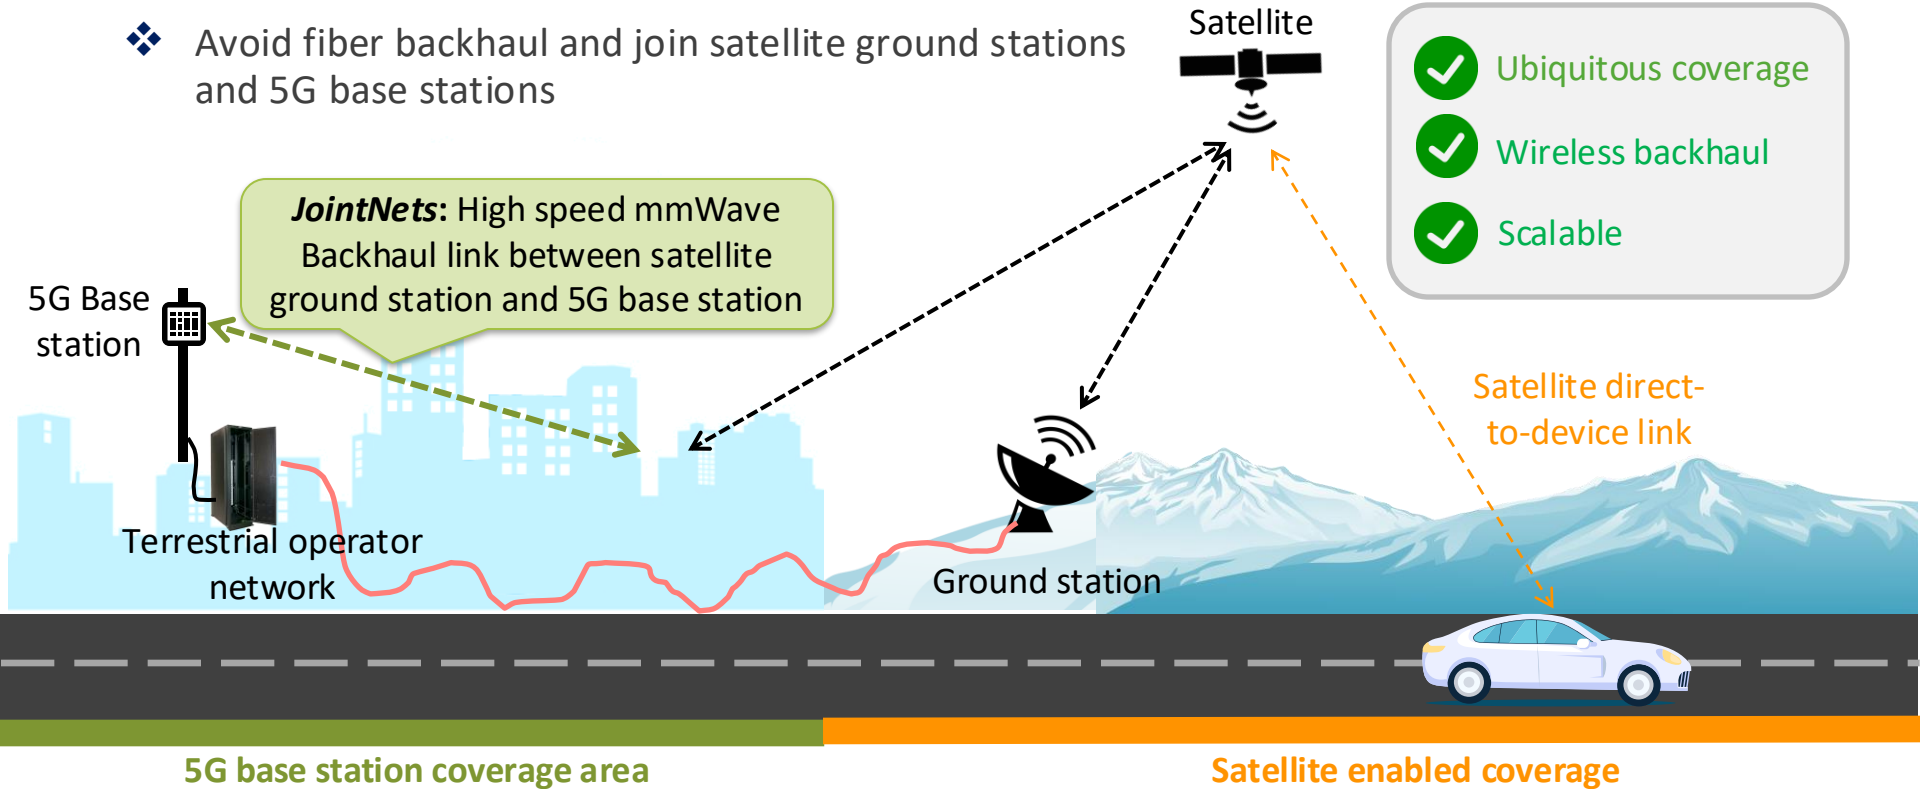 Avoid fiber backhaul and join satellite ground stations
and 5G base stations
Satellite
Ubiquitous coverage
Wireless backhaul
Scalable
JointNets: High speed mmWave
Backhaul link between satellite
ground station and 5G base station
5G Base
station
Satellite direct-
to-device link
Terrestrial operator
network
Ground station
5G base station coverage area
Satellite enabled coverage